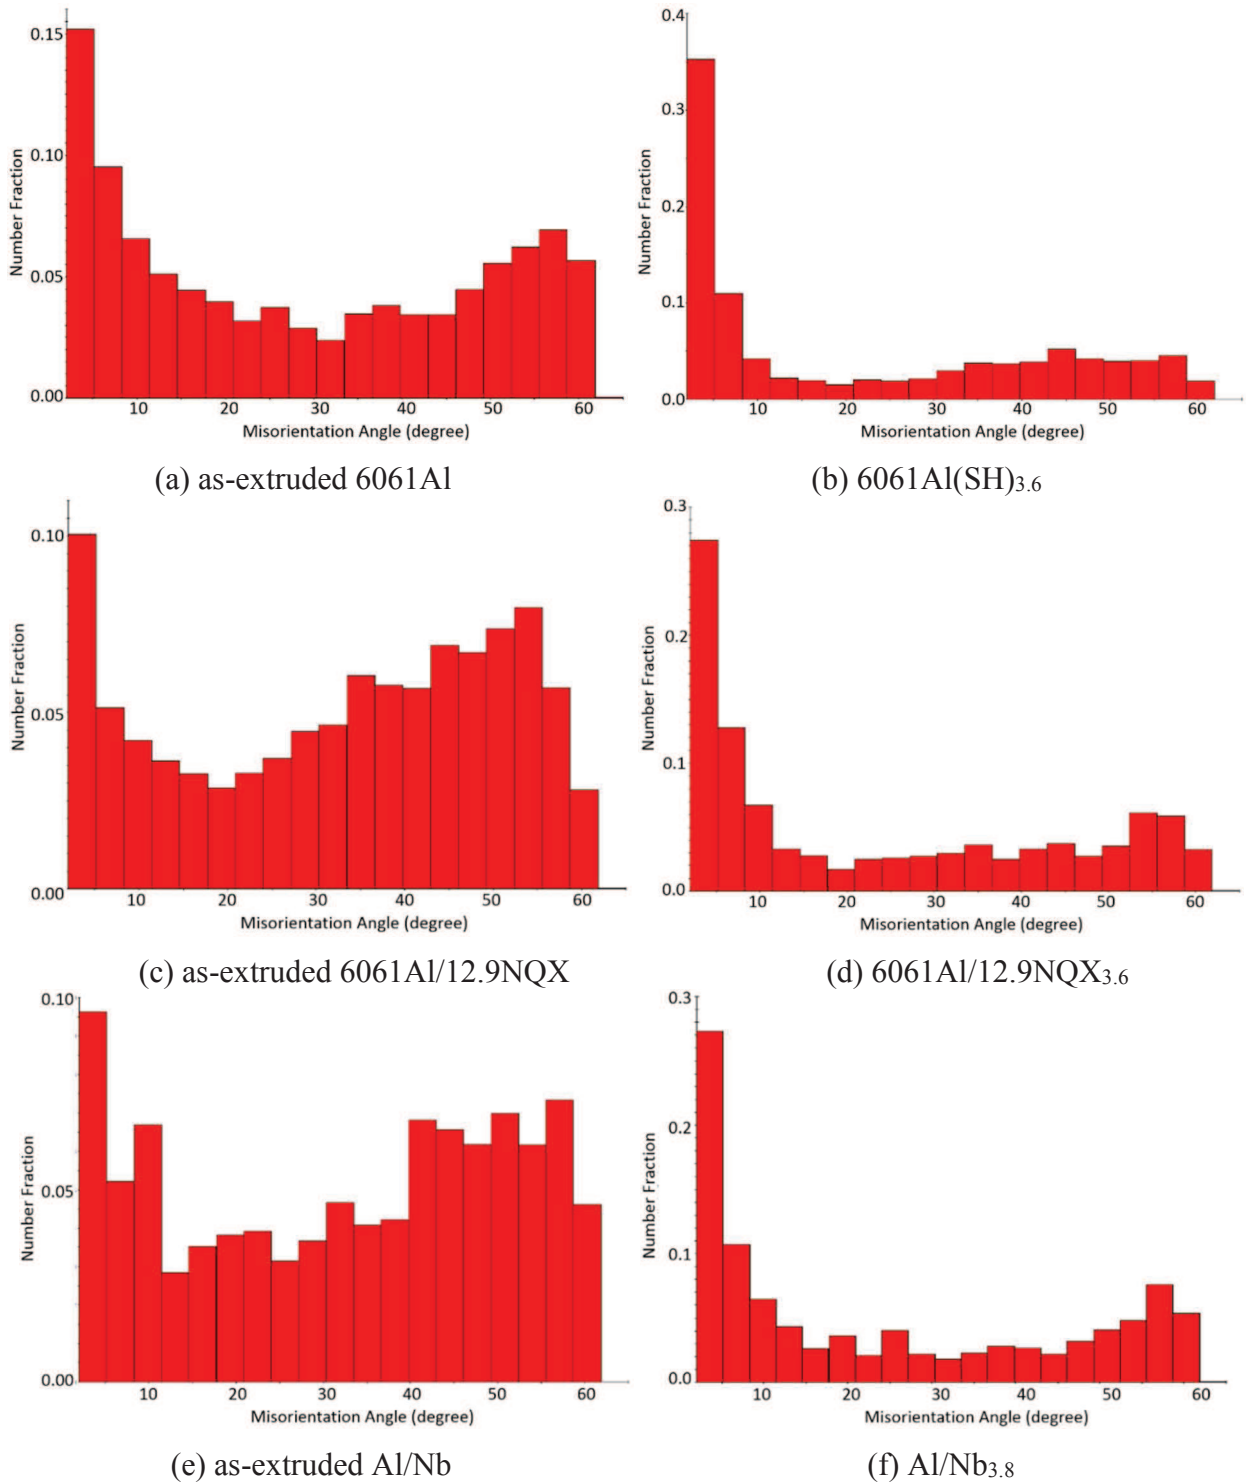 0.15
0.10
0.05
0.00
Number Fraction
10 20 30 40 50 60
Misorientation Angle (degree)
(a) as-extruded 6061Al
0.4
0.3
0.2
0.1
0.0
Number Fraction
10 20 30 40 50 60
Misorientation Angle (degree)
(b) 6061Al(SH)3.6
0.10
0.05
0.00
Number Fraction
10 20 30 40 50 60
Misorientation Angle (degree)
(c) as-extruded 6061Al/12.9NQX
0.3
0.2
0.1
0.0
Number Fraction
10 20 30 40 50 60
Misorientation Angle (degree)
(d) 6061Al/12.9NQX3.6
0.10
0.05
0.00
Number Fraction
10 20 30 40 50 60
Misorientation Angle (degree)
(e) as-extruded Al/Nb
0.3
0.2
0.1
0.0
Number Fraction
10 20 30 40 50 60
Misorientation Angle (degree)
(f) Al/Nb3.8